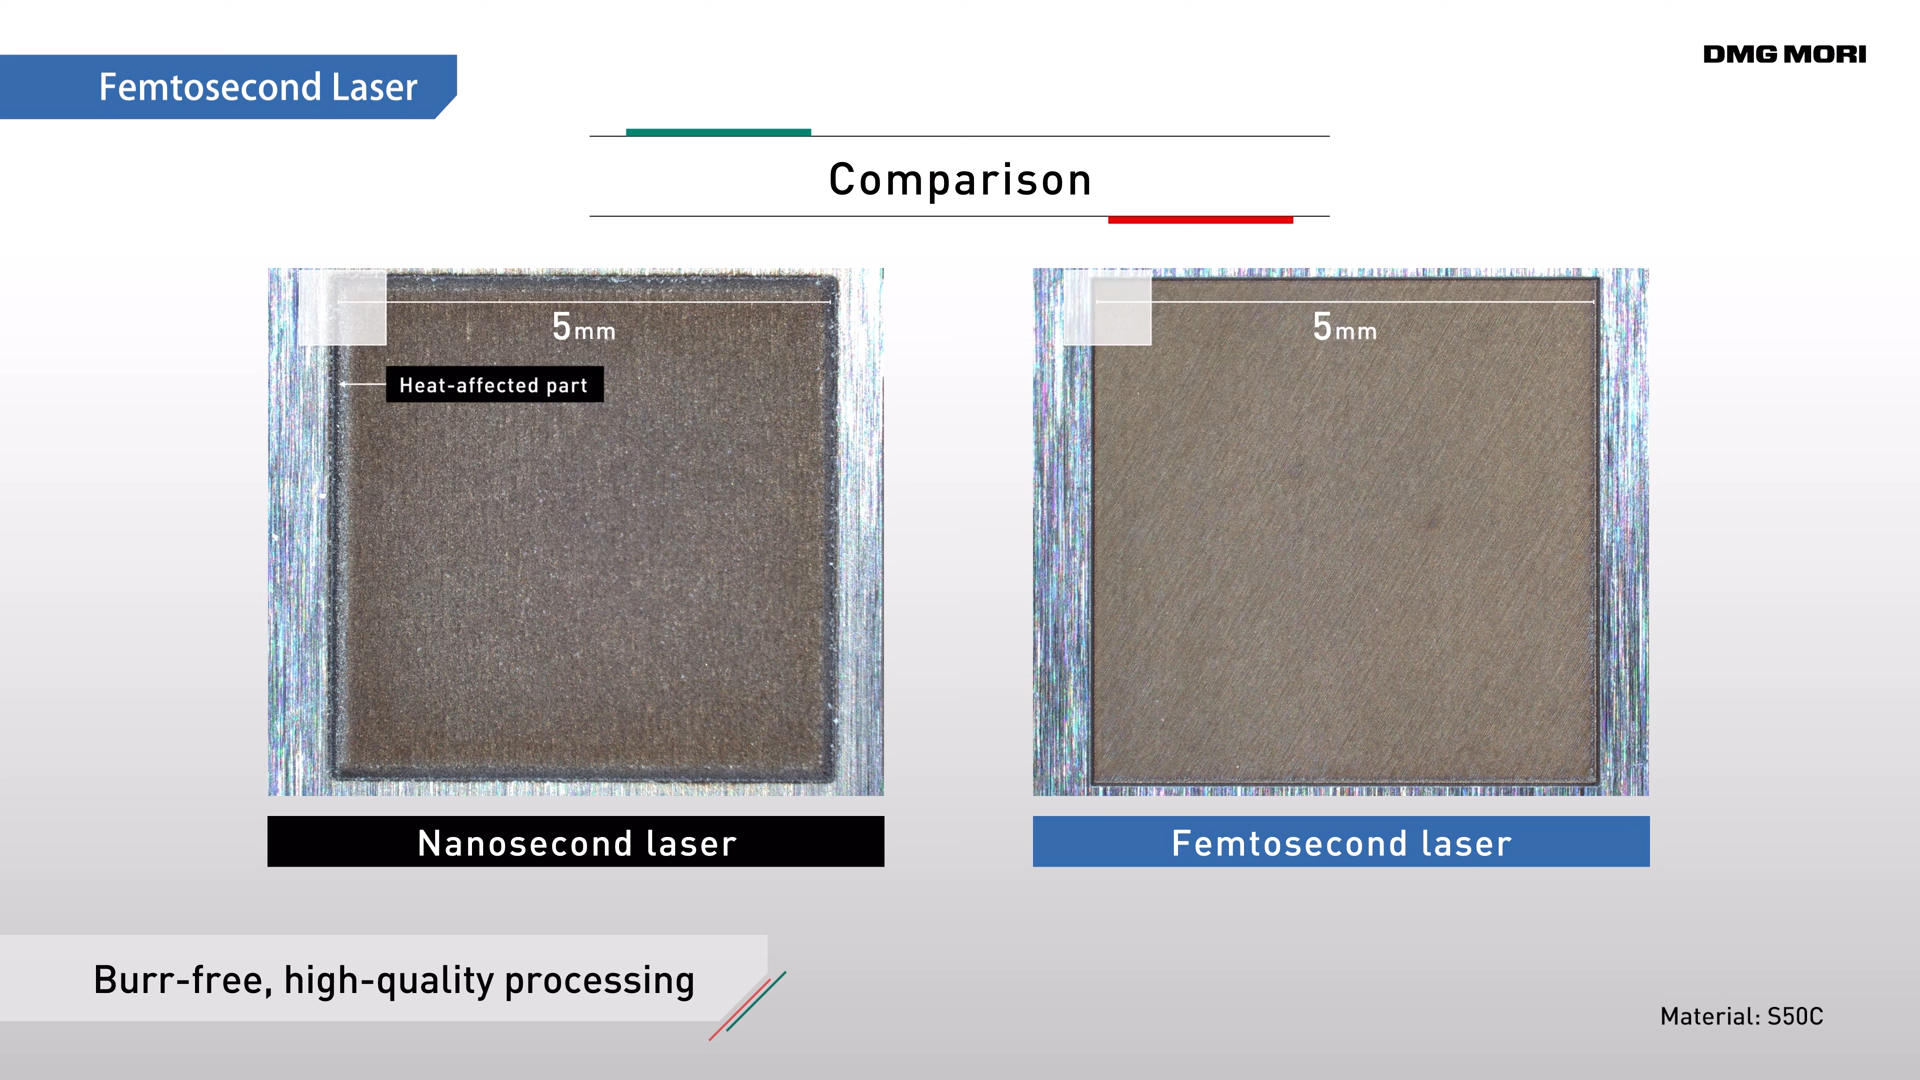 Femtosecond Laser
DMG MORI
Comparison
5mm
Heat-affected part
5mm
Nanosecond laser
Femtosecond laser
Burr-free, high-quality processing
Material: S50C